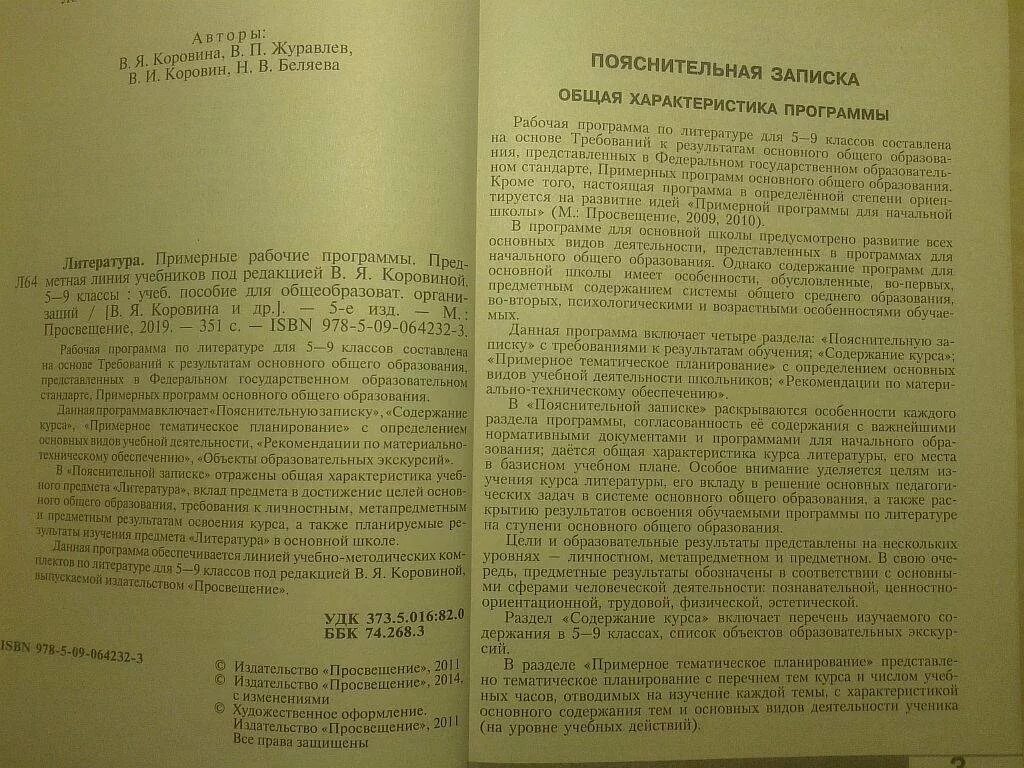 Авторы:
В. Я. Коровина, В. П. Журавлев,
В. И. Коровин, Н. В. Беляева
Литература. Примерные рабочие программы. Пред-
Л64 метная линия учебников под редакцией В. Я. Коровиной.
5—9 классы : учеб. пособие для общеобразоват. органи-
заций / [В. Я. Коровина и др.]. — 5-е изд. — М. :
Просвещение, 2019. — 351 с. — ISBN 978-5-09-064232-3.
Рабочая программа по литературе для 5—9 классов составлена
на основе Требований к результатам основного общего образования,
представленных в Федеральном государственном образовательном
стандарте, Примерных программ основного общего образования.
Данная программа включает «Пояснительную записку», «Содержание
курса», «Примерное тематическое планирование» с определением
основных видов учебной деятельности, «Рекомендации по материально-
техническому обеспечению», «Объекты образовательных экскурсий».
В «Пояснительной записке» отражены общая характеристика учеб-
ного предмета «Литература», вклад предмета в достижение целей основ-
ного общего образования, требования к личностным, метапредметным
и предметным результатам освоения курса, а также планируемые ре-
зультаты изучения предмета «Литература» в основной школе.
Данная программа обеспечивается линией учебно-методических ком-
плектов по литературе для 5—9 классов под редакцией В. Я. Коровиной,
выпускаемой издательством «Просвещение».
УДК 373.5.016:82.0
ББК 74.268.3
ISBN 978-5-09-064232-3
© Издательство «Просвещение», 2011
© Издательство «Просвещение», 2014,
с изменениями
© Художественное оформление.
Издательство «Просвещение», 2011
Все права защищены
ПОЯСНИТЕЛЬНАЯ ЗАПИСКА
ОБЩАЯ ХАРАКТЕРИСТИКА ПРОГРАММЫ
Рабочая программа по литературе для 5—9 классов составлена
на основе Требований к результатам основного общего образова-
ния, представленных в Федеральном государственном образователь-
ном стандарте, Примерных программ основного общего образования.
Кроме того, настоящая программа в определённой степени ориен-
тируется на развитие идей «Примерной программы для начальной
школы» (М.: Просвещение, 2009, 2010).
В программе для основной школы предусмотрено развитие всех
основных видов деятельности, представленных в программах для
начального общего образования. Однако содержание программ для
основной школы имеет особенности, обусловленные, во-первых,
предметным содержанием системы общего среднего образования,
во-вторых, психологическими и возрастными особенностями обучае-
мых.
Данная программа включает четыре раздела: «Пояснительную за-
писку» с требованиями к результатам обучения; «Содержание курса»;
«Примерное тематическое планирование» с определением основных
видов учебной деятельности школьников; «Рекомендации по матери-
ально-техническому обеспечению».
В «Пояснительной записке» раскрываются особенности каждого
раздела программы, согласованность её содержания с важнейшими
нормативными документами и программами для начального обра-
зования; даётся общая характеристика курса литературы, его места
в базисном учебном плане. Особое внимание уделяется целям из-
учения курса литературы, его вкладу в решение основных педагоги-
ческих задач в системе основного общего образования, а также рас-
крытию результатов освоения обучаемыми программы по литературе
на ступени основного общего образования.
Цели и образовательные результаты представлены на нескольких
уровнях — личностном, метапредметном и предметном. В свою оче-
редь, предметные результаты обозначены в соответствии с основны-
ми сферами человеческой деятельности: познавательной, ценностно-
ориентационной, трудовой, физической, эстетической.
Раздел «Содержание курса» включает перечень изучаемого со-
держания в 5—9 классах, список объектов образовательных экскур-
сий.
В разделе «Примерное тематическое планирование» представле-
но тематическое планирование с перечнем тем курса и числом учеб-
ных часов, отводимых на изучение каждой темы, с характеристикой
основного содержания тем и основных видов деятельности ученика
(на уровне учебных действий).
3